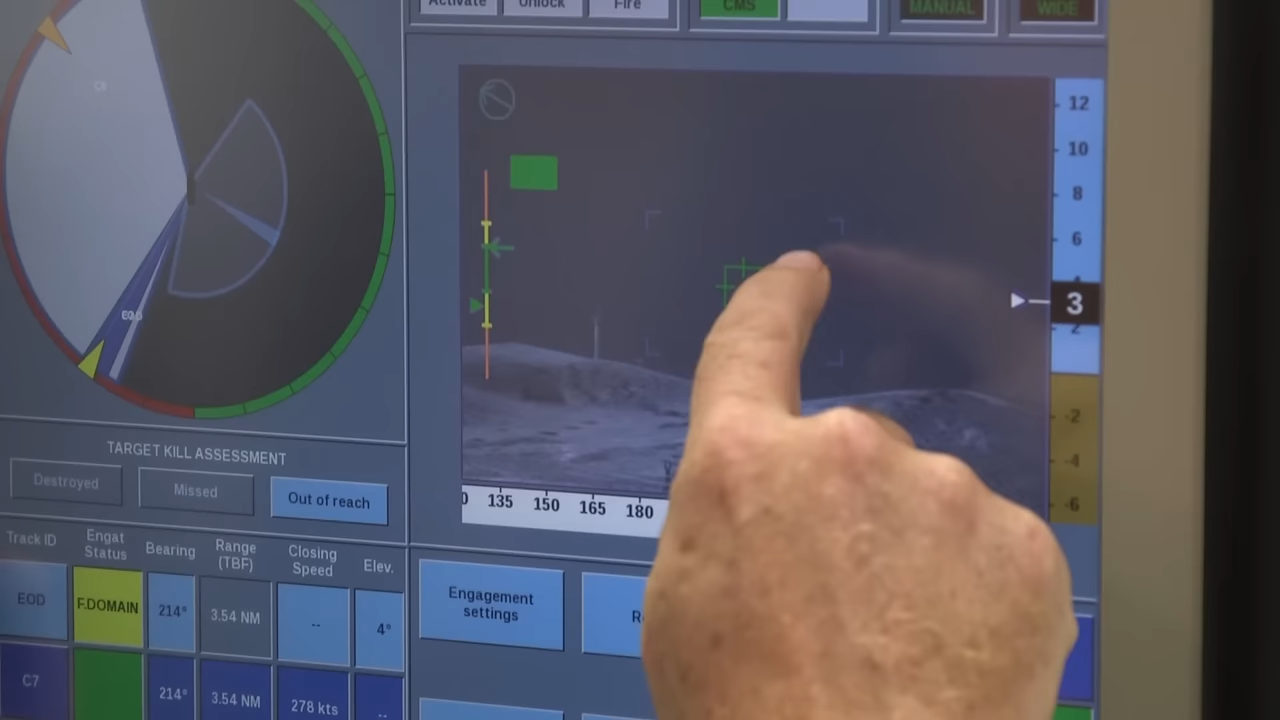 Activate Unlock Fire CMS MANUAL WIDE
12
10
8
6
3
2
-2
-4
-6
135 150 165 180
TARGET KILL ASSESSMENT
Destroyed Missed Out of reach
Track ID Engat Status Bearing Range (TBF) Closing Speed Elev.
EOD F.DOMAIN 214° 3.54 NM -- 4°
C7 214° 3.54 NM 278 kts --
Engagement
settings